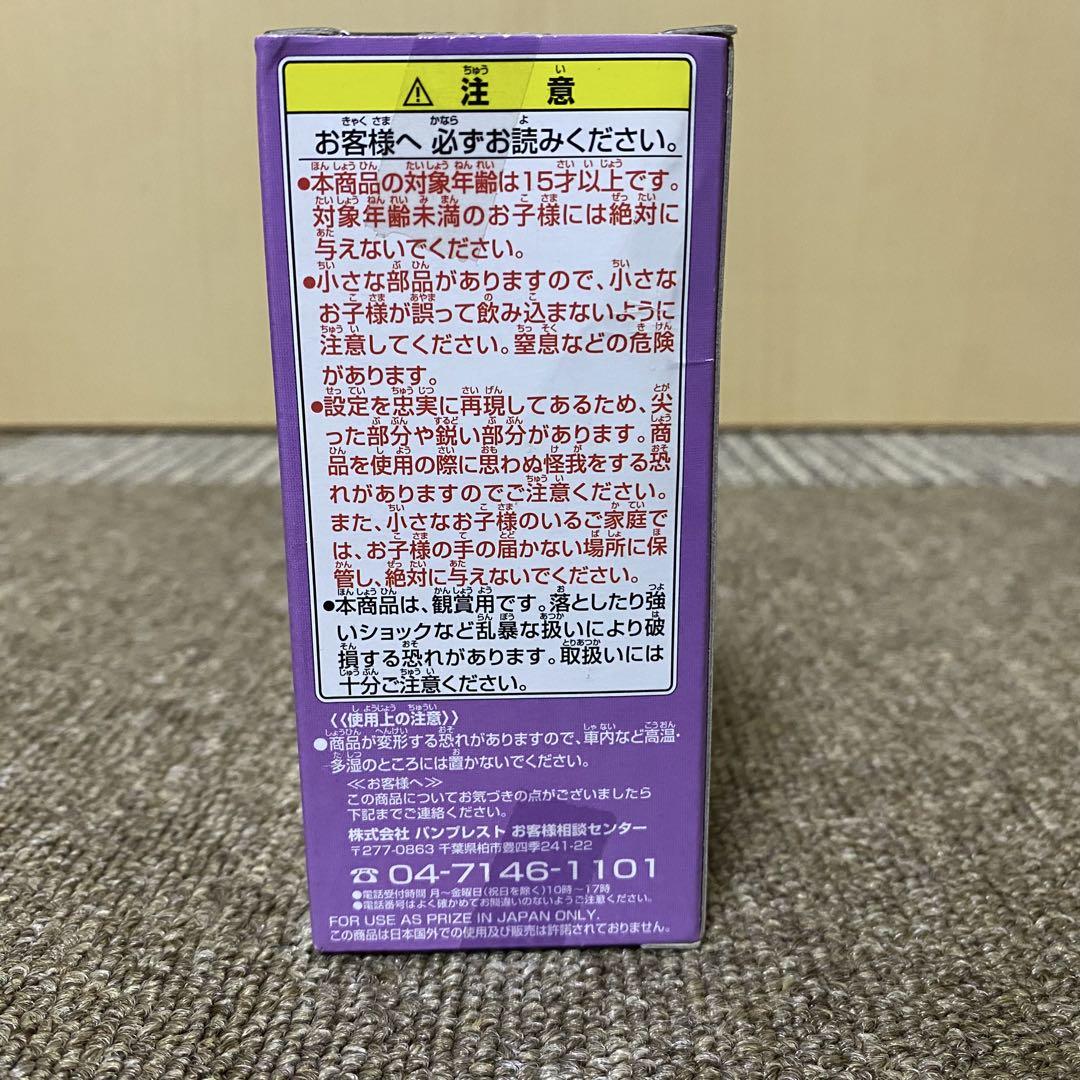 ⚠ 注意
お客様へ 必ずお読みください。
●本商品の対象年齢は15才以上です。
対象年齢未満のお子様には絶対に
与えないでください。
●小さな部品がありますので、小さな
お子様が誤って飲み込まないように
注意してください。窒息などの危険
があります。
●設定を忠実に再現してあるため、尖
った部分や鋭い部分があります。商
品を使用の際に思わぬ怪我をする恐
れがありますのでご注意ください。
また、小さなお子様のいるご家庭で
は、お子様の手の届かない場所に保
管し、絶対に与えないでください。
●本商品は、観賞用です。落としたり強
いショックなど乱暴な扱いにより破
損する恐れがあります。取扱いには
十分ご注意ください。
《使用上の注意》
●商品が変形する恐れがありますので、車内など高温・
多湿のところには置かないでください。
≪お客様へ≫
この商品についてお気づきの点がございましたら
下記までご連絡ください。
株式会社 バンプレスト お客様相談センター
〒277-0863 千葉県柏市豊四季241-22
☎ 04-7146-1101
●電話受付時間 月〜金曜日(祝日を除く)10時〜17時
●電話番号はよく確かめてお間違いのないようご注意ください。
FOR USE AS PRIZE IN JAPAN ONLY.
この商品は日本国外での使用及び販売は許諾されておりません。